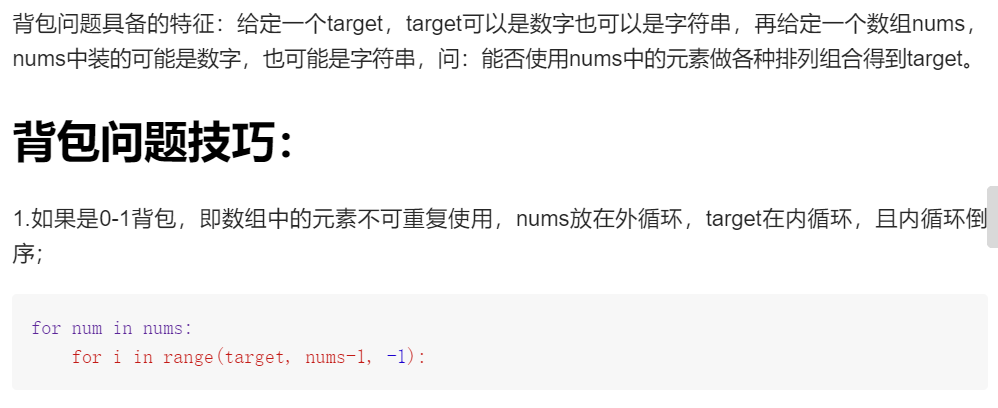 背包问题具备的特征：给定一个target，target可以是数字也可以是字符串，再给定一个数组nums，
nums中装的可能是数字，也可能是字符串，问：能否使用nums中的元素做各种排列组合得到target。
背包问题技巧：
1.如果是0-1背包，即数组中的元素不可重复使用，nums放在外循环，target在内循环，且内循环倒
序；
for num in nums:
    for i in range(target, nums-1, -1):